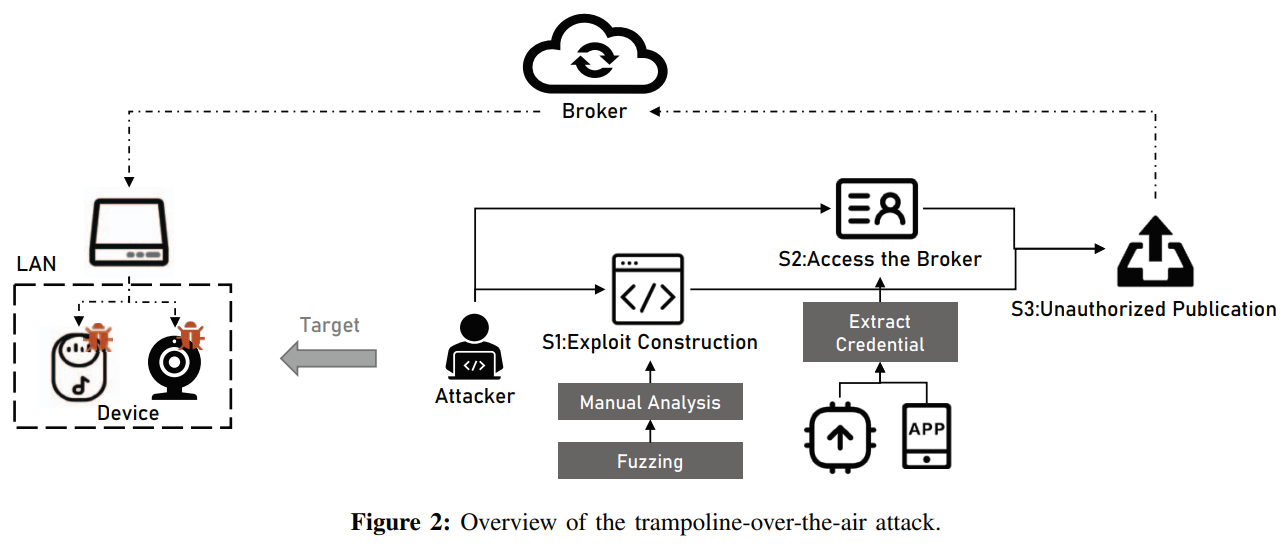 Broker
LAN
S2:Access the Broker
Target
S1:Exploit Construction
Extract
Credential
S3:Unauthorized Publication
Attacker
Manual Analysis
Device
APP
Fuzzing
Figure 2: Overview of the trampoline-over-the-air attack.